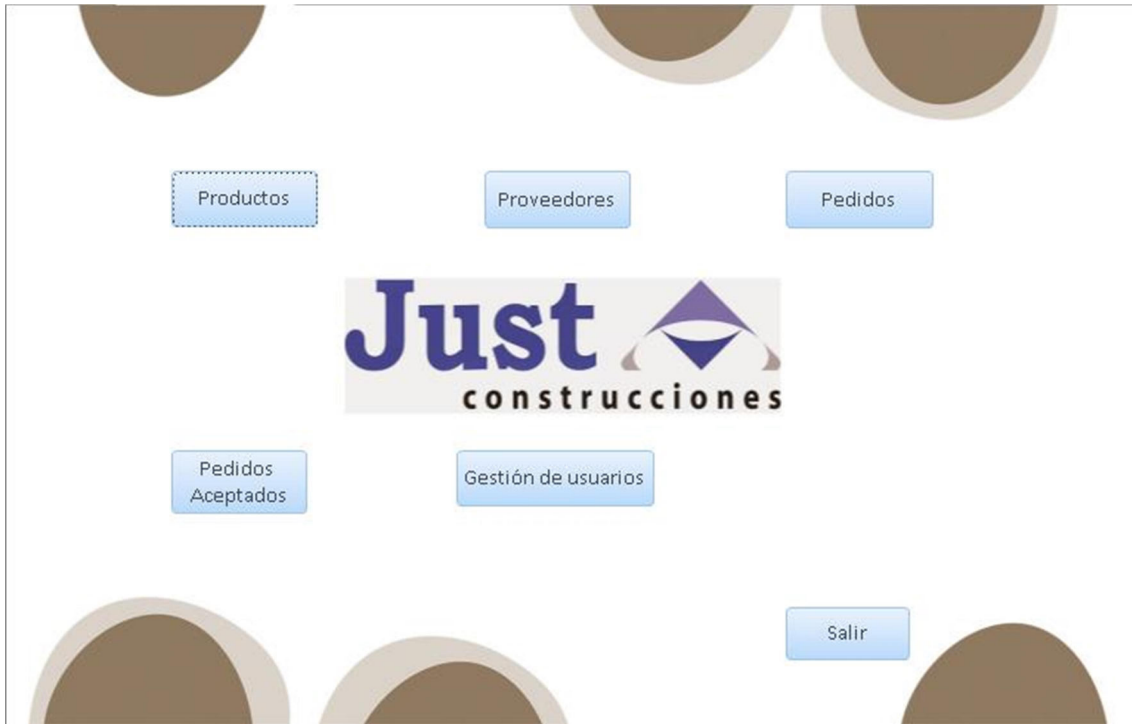 Productos
Proveedores
Pedidos
Just
construcciones
Pedidos
Aceptados
Gestión de usuarios
Salir